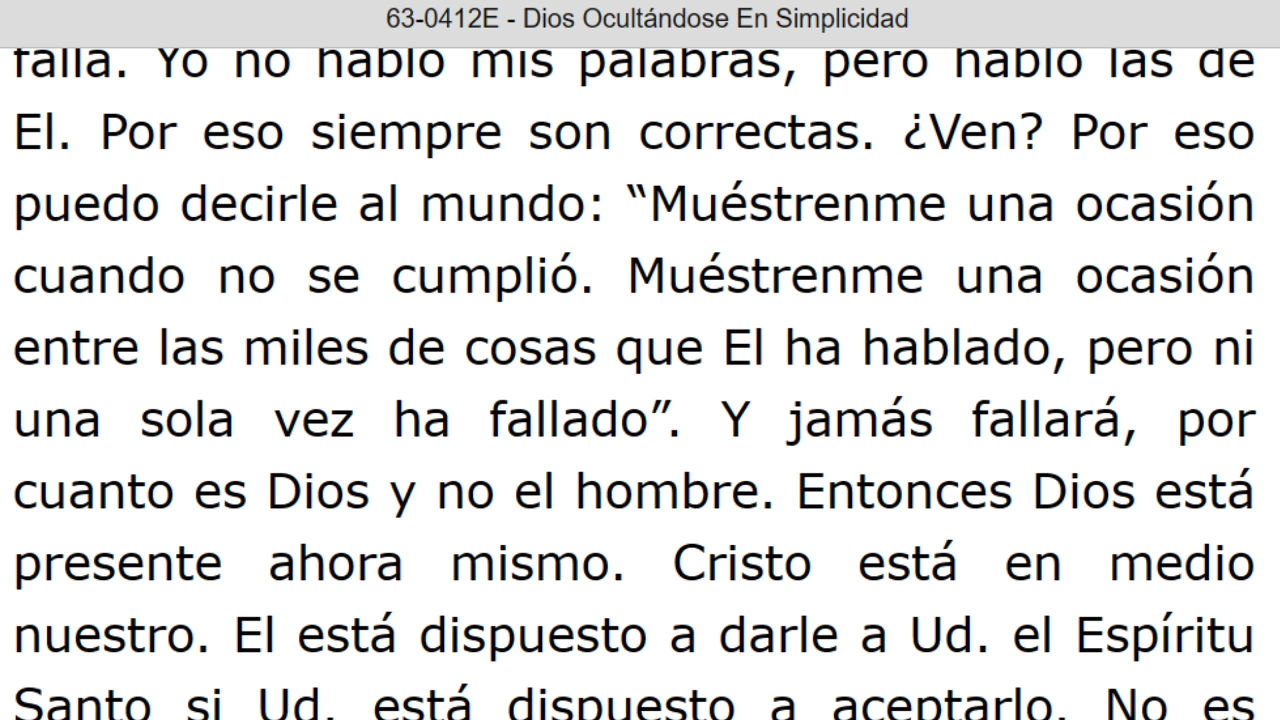 63-0412E - Dios Ocultándose En Simplicidad
falla. Yo no hablo mis palabras, pero hablo las de
El. Por eso siempre son correctas. ¿Ven? Por eso
puedo decirle al mundo: “Muéstrenme una ocasión
cuando no se cumplió. Muéstrenme una ocasión
entre las miles de cosas que El ha hablado, pero ni
una sola vez ha fallado”. Y jamás fallará, por
cuanto es Dios y no el hombre. Entonces Dios está
presente ahora mismo. Cristo está en medio
nuestro. El está dispuesto a darle a Ud. el Espíritu
Santo si Ud. está dispuesto a aceptarlo. No es